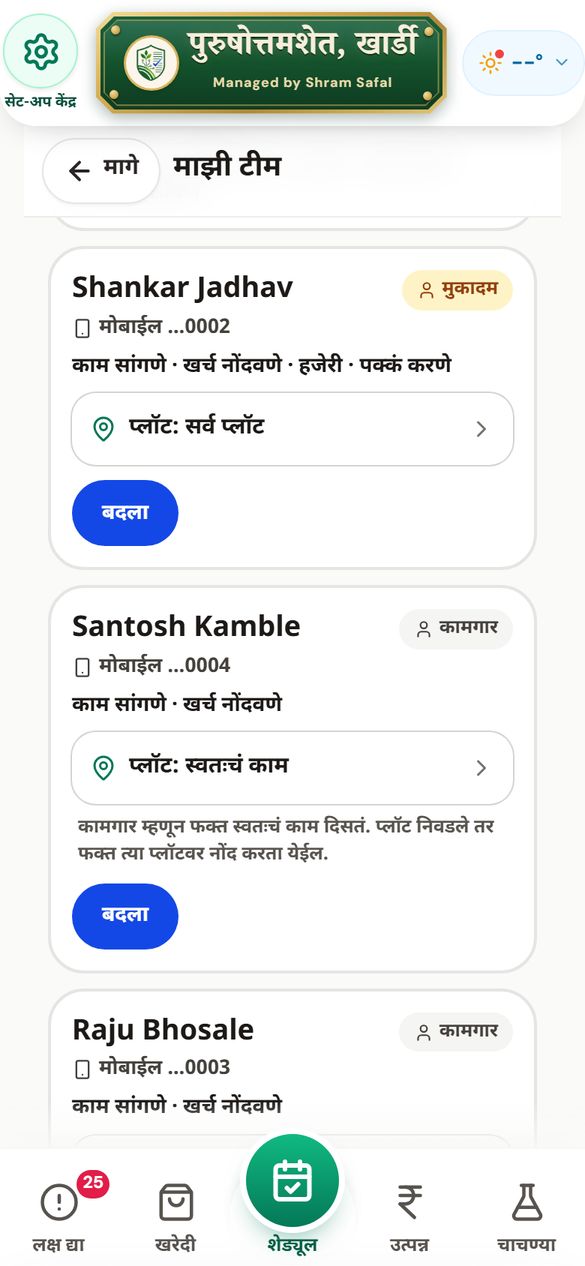 पुरुषोत्तमशेत, खार्डी
Managed by Shram Safal
सेट-अप केंद्र
--°
मागे
माझी टीम
Shankar Jadhav
मुकादम
मोबाईल ...0002
काम सांगणे · खर्च नोंदवणे · हजेरी · पक्कं करणे
प्लॉट: सर्व प्लॉट
बदला
Santosh Kamble
कामगार
मोबाईल ...0004
काम सांगणे · खर्च नोंदवणे
प्लॉट: स्वतःचं काम
कामगार म्हणून फक्त स्वतःचं काम दिसतं. प्लॉट निवडले तर
फक्त त्या प्लॉटवर नोंद करता येईल.
बदला
Raju Bhosale
कामगार
मोबाईल ...0003
काम सांगणे · खर्च नोंदवणे
25
लक्ष द्या
खरेदी
शेड्यूल
उत्पन्न
चाचण्या